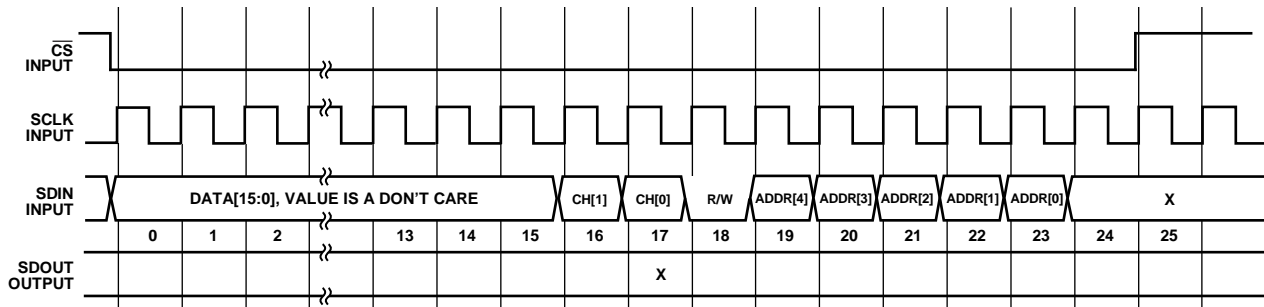 CS
INPUT
SCLK
INPUT
SDIN
INPUT
DATA[15:0], VALUE IS A DON'T CARE
CH[1]
CH[0]
R/W
ADDR[4]
ADDR[3]
ADDR[2]
ADDR[1]
ADDR[0]
X
0 1 2 13 14 15 16 17 18 19 20 21 22 23 24 25
SDOUT
OUTPUT
X